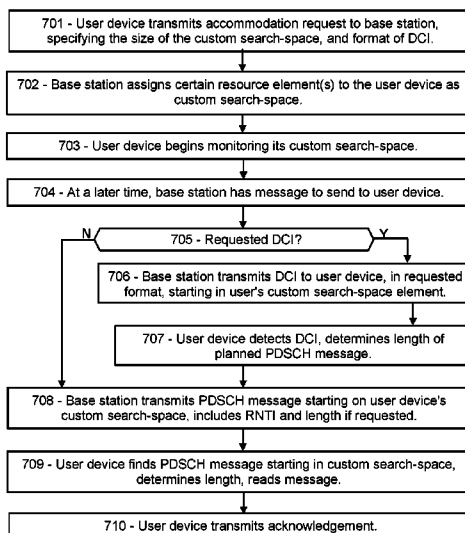 701 - User device transmits accommodation request to base station,
specifying the size of the custom search-space, and format of DCI.
702 - Base station assigns certain resource element(s) to the user device as
custom search-space.
703 - User device begins monitoring its custom search-space.
704 - At a later time, base station has message to send to user device.
N
705 - Requested DCI?
Y
706 - Base station transmits DCI to user device, in requested
format, starting in user's custom search-space element.
707 - User device detects DCI, determines length of
planned PDSCH message.
708 - Base station transmits PDSCH message starting on user device's
custom search-space, includes RNTI and length if requested.
709 - User device finds PDSCH message starting in custom search-space,
determines length, reads message.
710 - User device transmits acknowledgement.